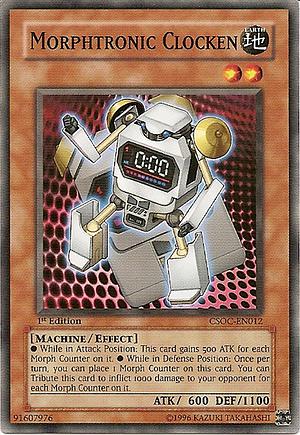 MORPHTRONIC CLOCKEN
EARTH
地
0:00
1st Edition
CSOC-EN012
[MACHINE / EFFECT]
● While in Attack Position: This card gains 500 ATK for each
Morph Counter on it. ● While in Defense Position: Once per
turn, you can place 1 Morph Counter on this card. You can
Tribute this card to inflict 1000 damage to your opponent for
each Morph Counter on it.
ATK/ 600 DEF/1100
91607976
©1996 KAZUKI TAKAHASHI